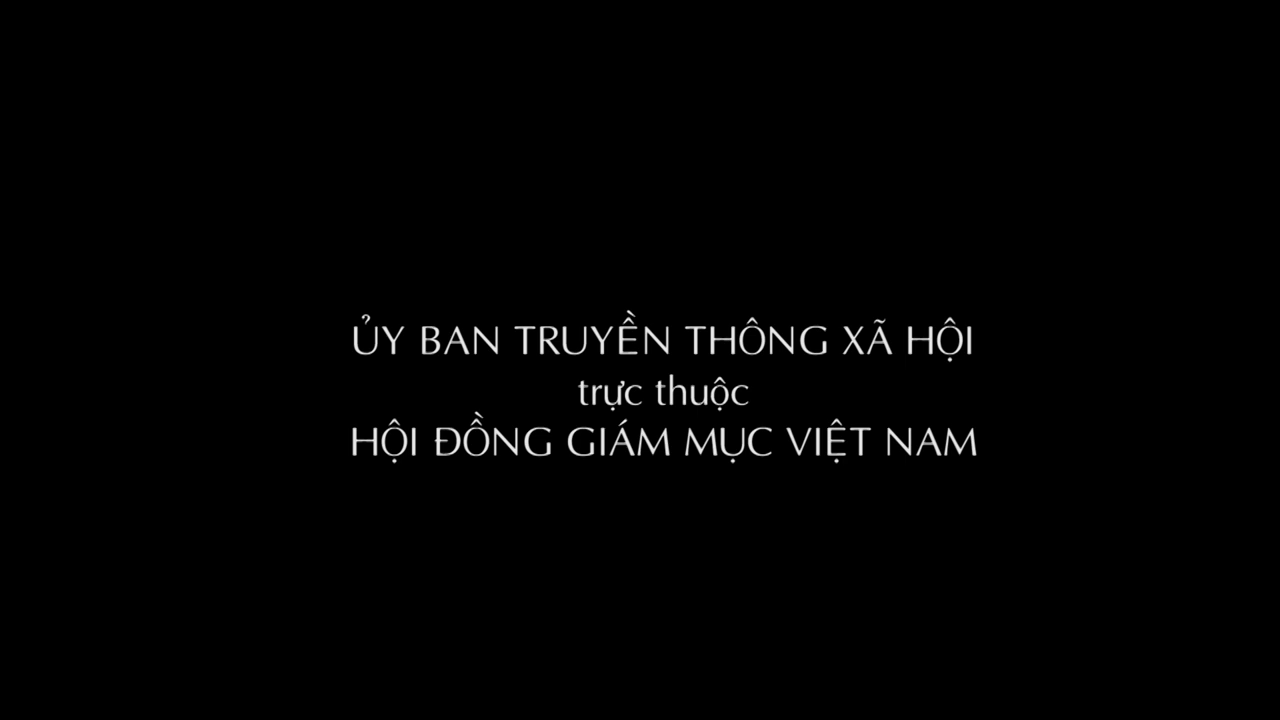 ỦY BAN TRUYỀN THÔNG XÃ HỘI
trực thuộc
HỘI ĐỒNG GIÁM MỤC VIỆT NAM